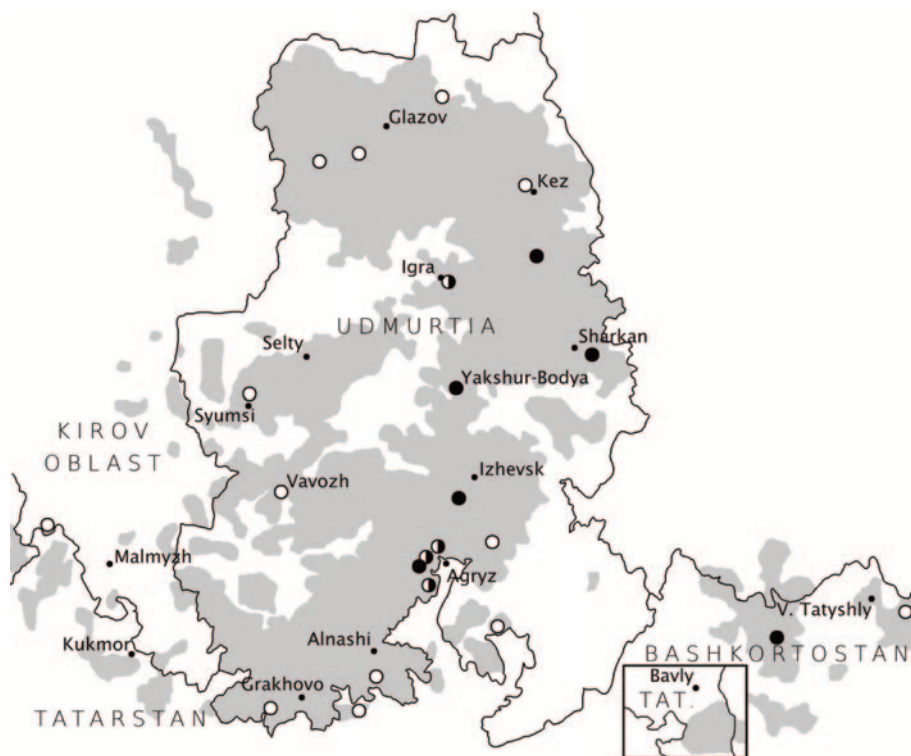 Glazov
Kez
Igra
UDMURTIA
Sharkan
Selty
Yakshur-Bodya
Syumsi
KIROV
OBLAST
Izhevsk
Vavozh
Malmyzh
Agryz
V. Tatyshly
Alnashi
Kukmor
BASHKORTOSTAN
Bavly
Grakhovo
TAT.
TATARSTAN